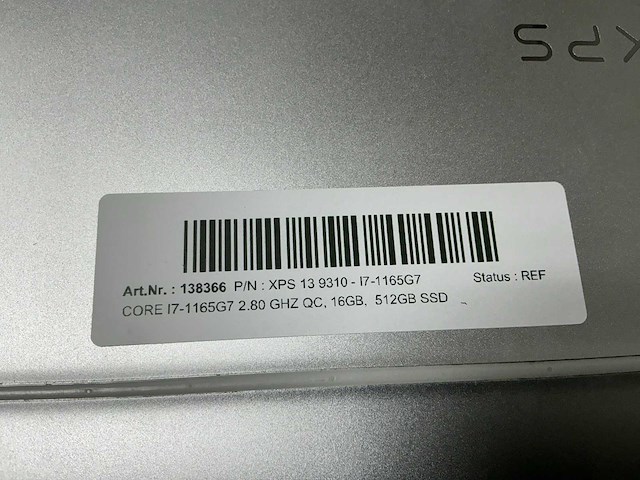 XPS
Art.Nr. : 138366 P/N : XPS 13 9310 - I7-1165G7 Status : REF
CORE I7-1165G7 2.80 GHZ QC, 16GB, 512GB SSD